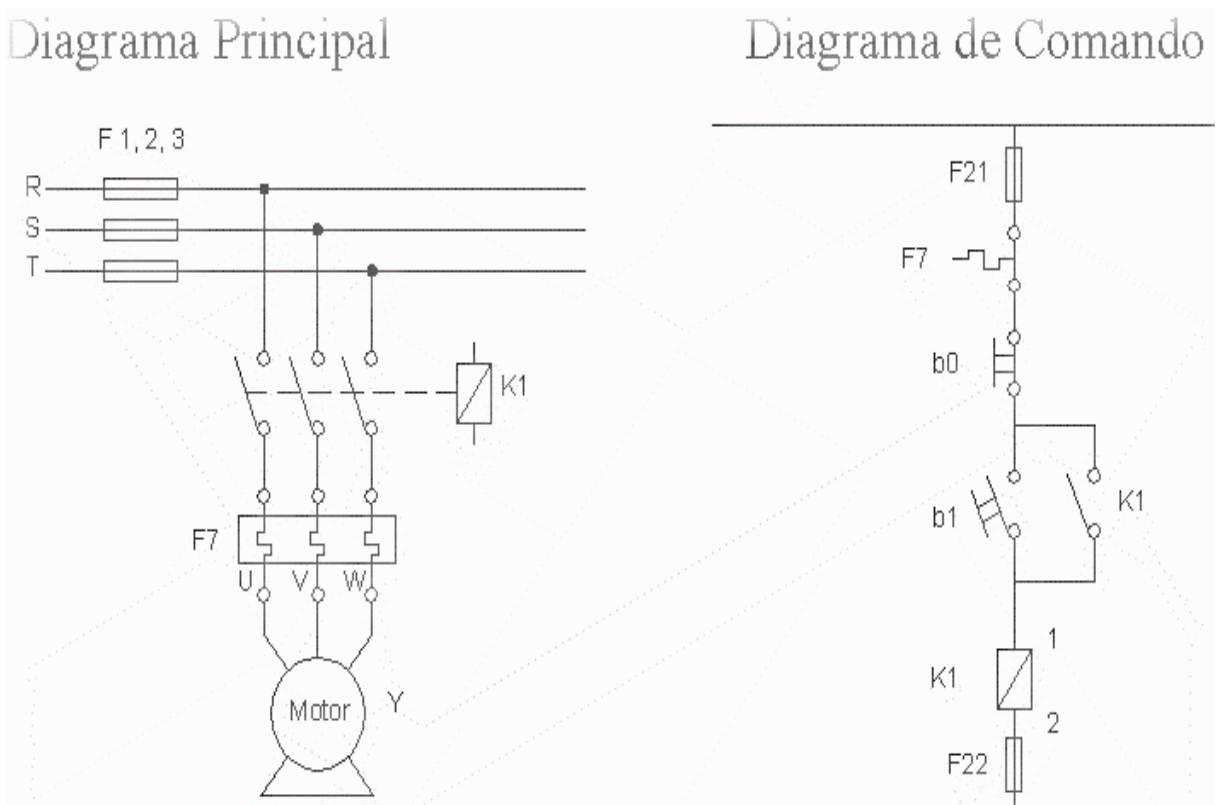 Diagrama Principal
Diagrama de Comando
F 1, 2, 3
R
S
T
K1
F7
U V W
Motor
Y
F21
F7
b0
b1
K1
1
K1
2
F22